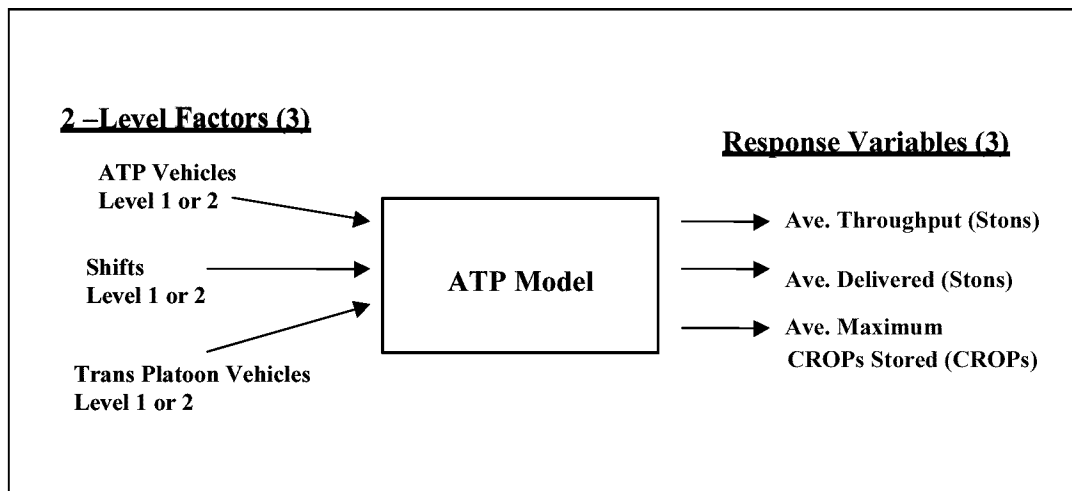 2 –Level Factors (3)
ATP Vehicles
Level 1 or 2
Shifts
Level 1 or 2
Trans Platoon Vehicles
Level 1 or 2
ATP Model
Response Variables (3)
Ave. Throughput (Stons)
Ave. Delivered (Stons)
Ave. Maximum
CROPs Stored (CROPs)